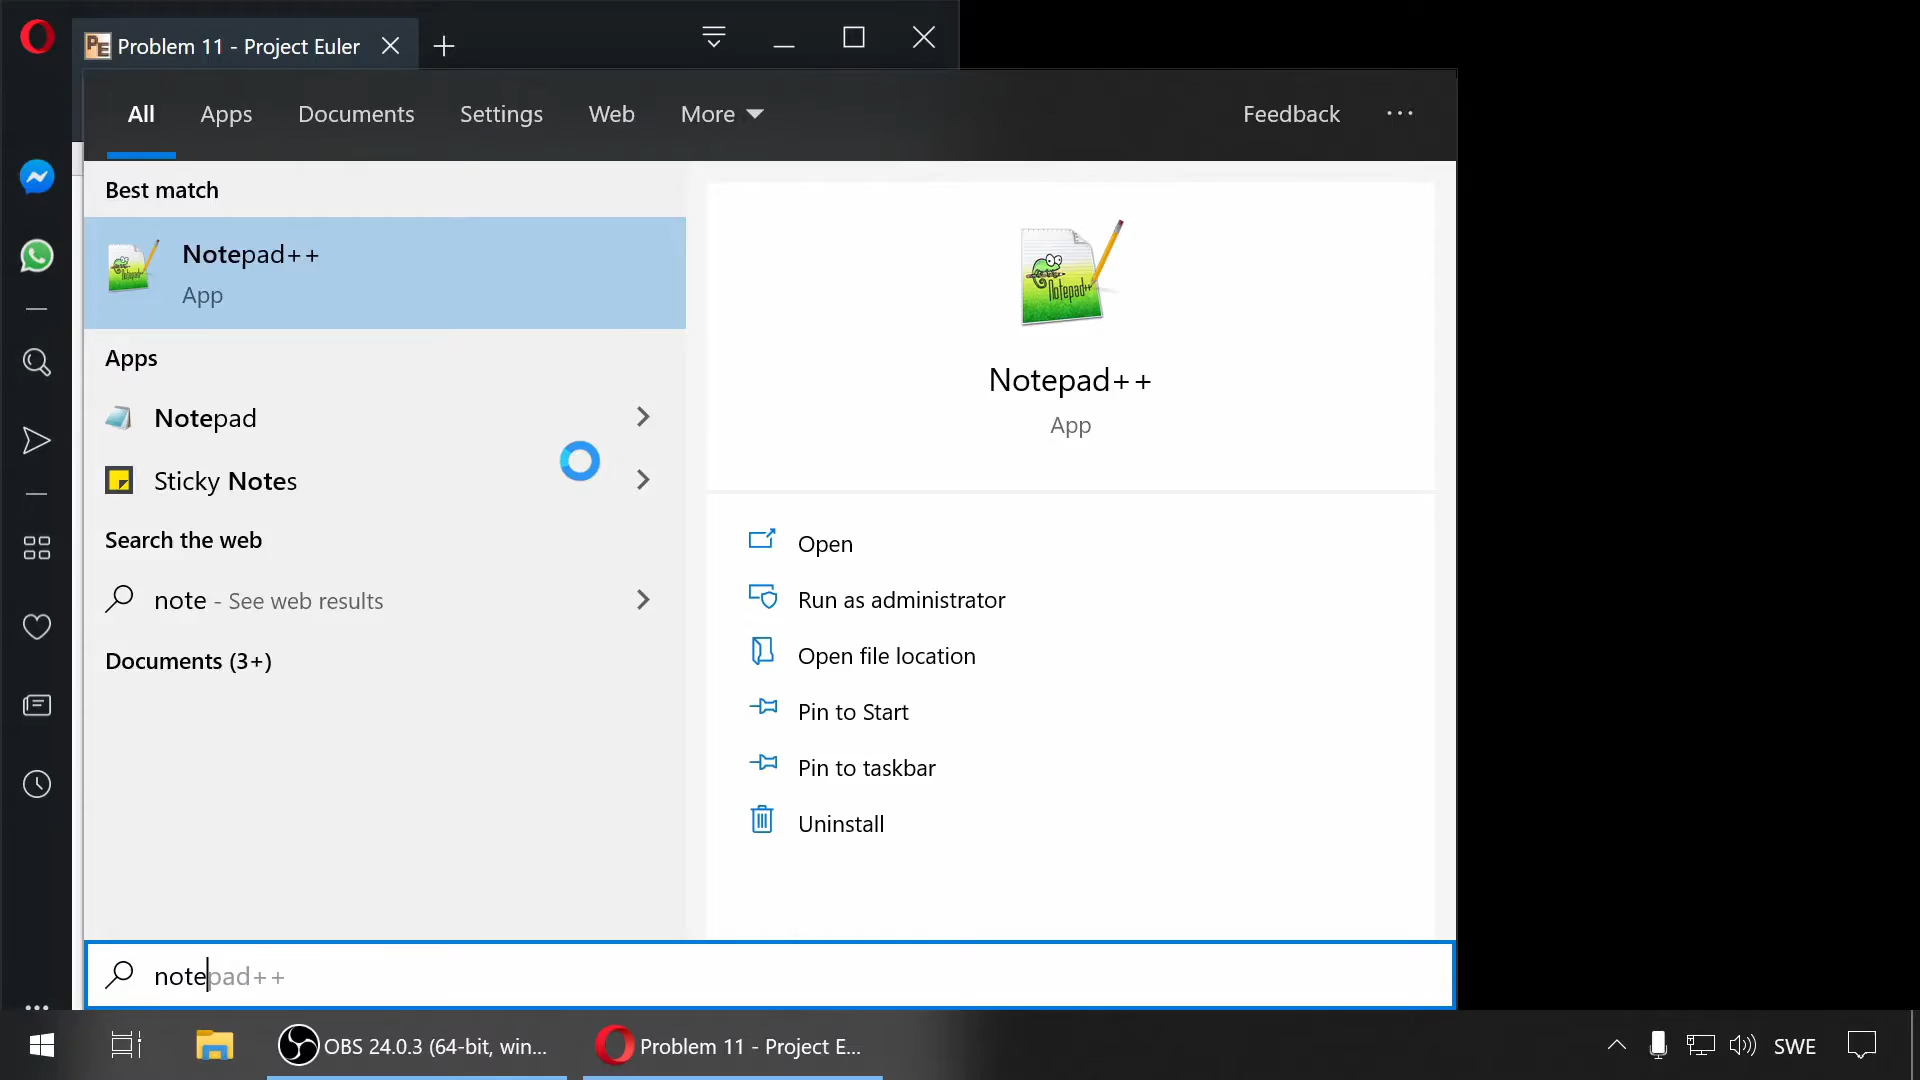 Problem 11 - Project Euler
All Apps Documents Settings Web More Feedback
Best match
Notepad++
App
Apps
Notepad
Sticky Notes
Search the web
note - See web results
Documents (3+)
Notepad++
Notepad++
App
Open
Run as administrator
Open file location
Pin to Start
Pin to taskbar
Uninstall
notepad++
OBS 24.0.3 (64-bit, win... Problem 11 - Project E... SWE